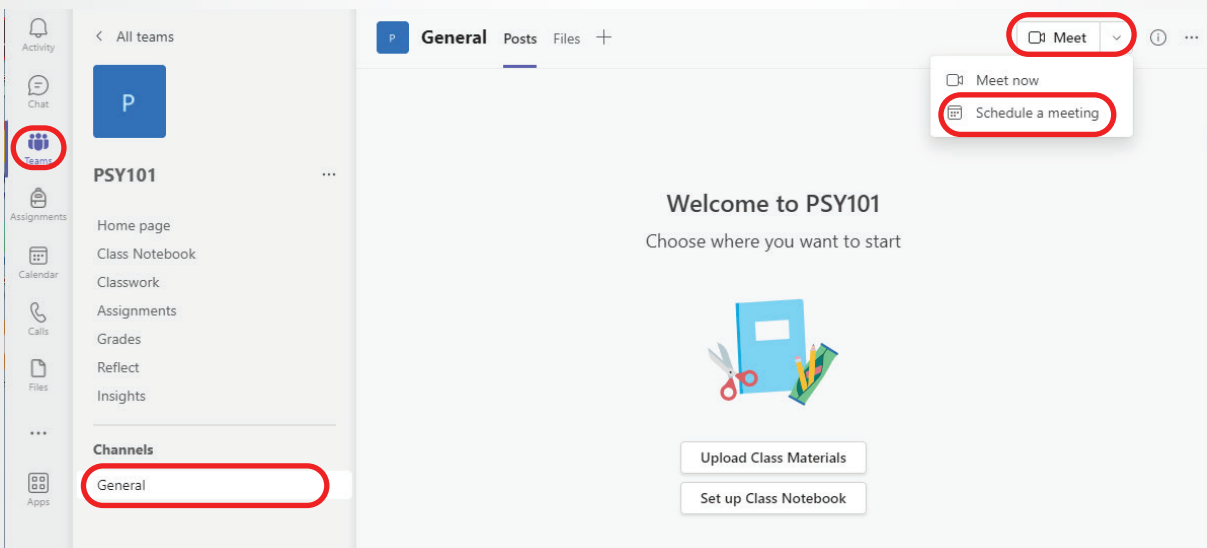 Activity
Chat
Teams
Assignments
Calendar
Calls
Files
Apps
All teams
P
PSY101
Home page
Class Notebook
Classwork
Assignments
Grades
Reflect
Insights
Channels
General
P
General Posts Files
Meet
Meet now
Schedule a meeting
Welcome to PSY101
Choose where you want to start
Upload Class Materials
Set up Class Notebook